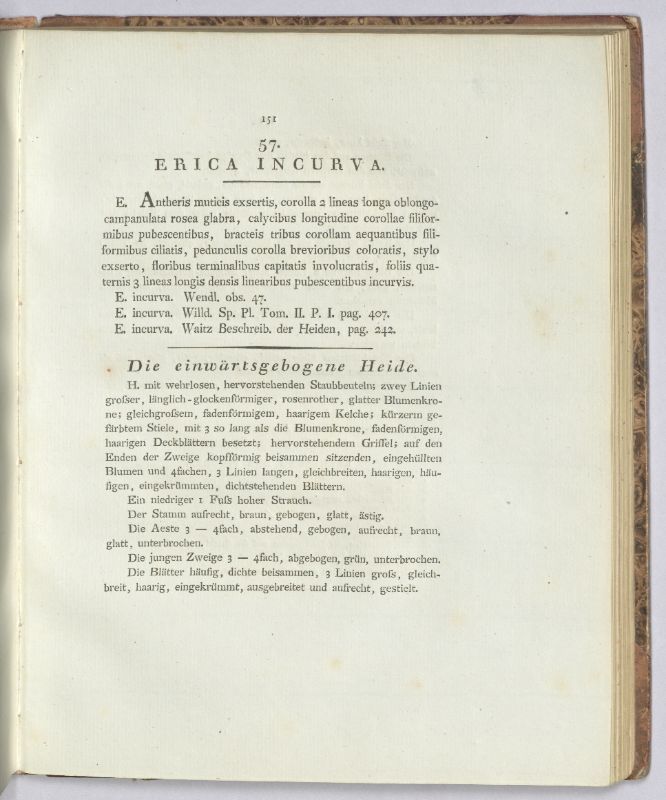 151
57.
ERICA INCURVA.
E. Antheris muticis exsertis, corolla 2 lineas longa oblongo-
campanulata rosea glabra, calycibus longitudine corollae filifor-
mibus pubescentibus, bracteis tribus corollam aequantibus fili-
formibus ciliatis, pedunculis corolla brevioribus coloratis, stylo
exserto, floribus terminalibus capitatis involucratis, foliis qua-
ternis 3 lineas longis densis linearibus pubescentibus incurvis.
E. incurva. Wendl. obs. 47.
E. incurva. Willd. Sp. Pl. Tom. II. P. I. pag. 407.
E. incurva. Waitz Beschreib. der Heiden, pag. 242.
Die einwärtsgebogene Heide.
H. mit wehrlosen, hervorstehenden Staubbeuteln; zwey Linien
grofser, länglich-glockenförmiger, rosenrother, glatter Blumenkro-
ne; gleichgrofsem, fadenförmigem, haarigem Kelche; kürzerm ge-
färbtem Stiele, mit 3 so lang als die Blumenkrone, fadenförmigen,
haarigen Deckblättern besetzt; hervorstehendem Griffel; auf den
Enden der Zweige kopfförmig beisammen sitzenden, eingehüllten
Blumen und 4fachen, 3 Linien langen, gleichbreiten, haarigen, häu-
figen, eingekrümmten, dichtstehenden Blättern.
Ein niedriger 1 Fufs hoher Strauch.
Der Stamm aufrecht, braun, gebogen, glatt, ästig.
Die Aeste 3 — 4fach, abstehend, gebogen, aufrecht, braun,
glatt, unterbrochen.
Die jungen Zweige 3 — 4fach, abgebogen, grün, unterbrochen.
Die Blätter häufig, dichte beisammen, 3 Linien grofs, gleich-
breit, haarig, eingekrümmt, ausgebreitet und aufrecht, gestielt.